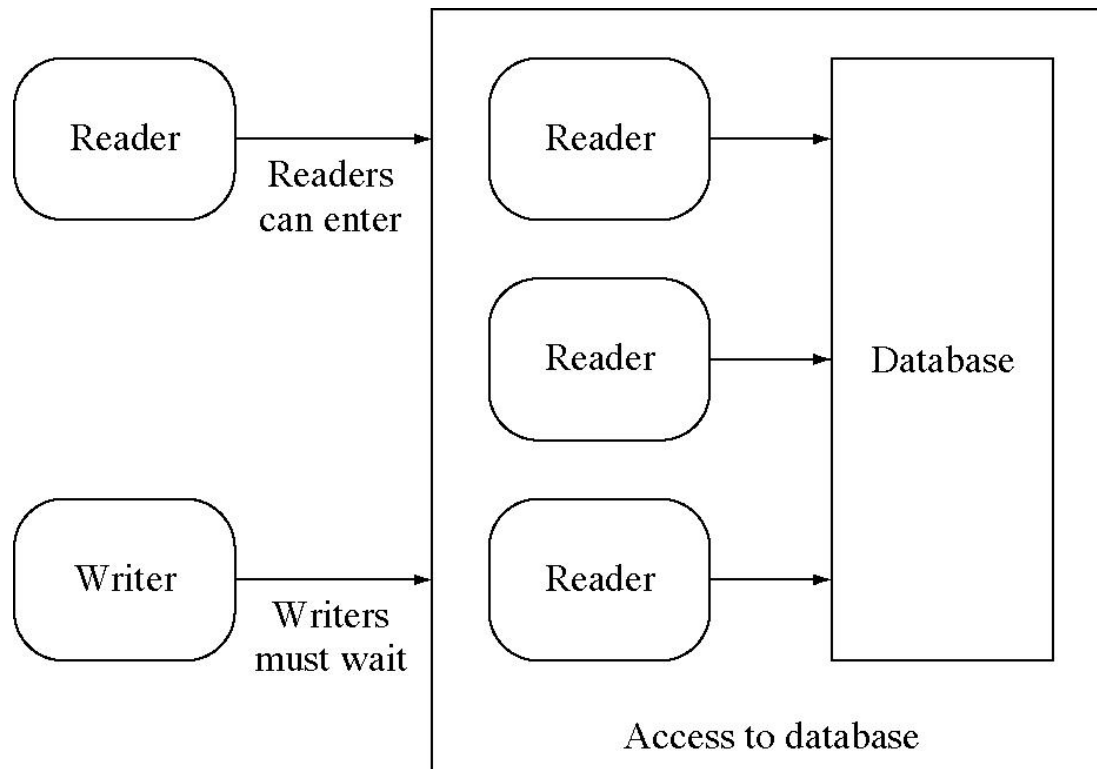 Reader
Readers
can enter
Writer
Writers
must wait
Reader
Reader
Reader
Database
Access to database